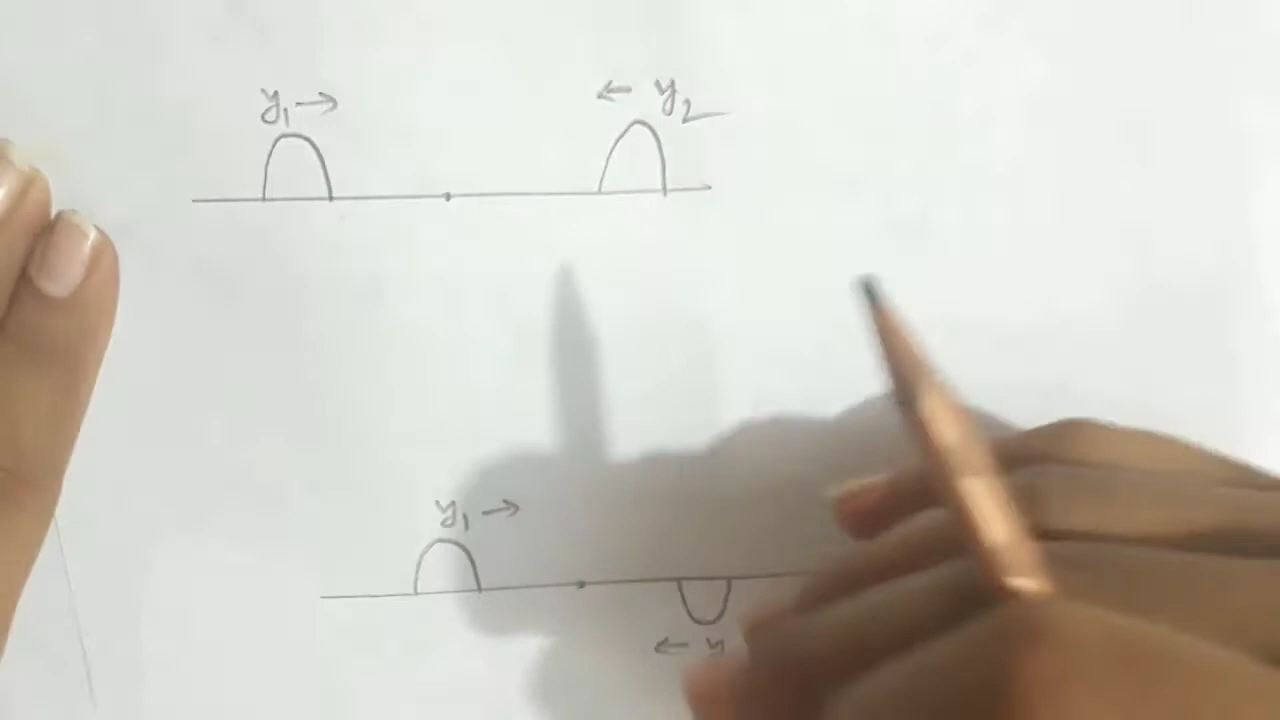 y₁ →
← y₂
y₁ →
← y